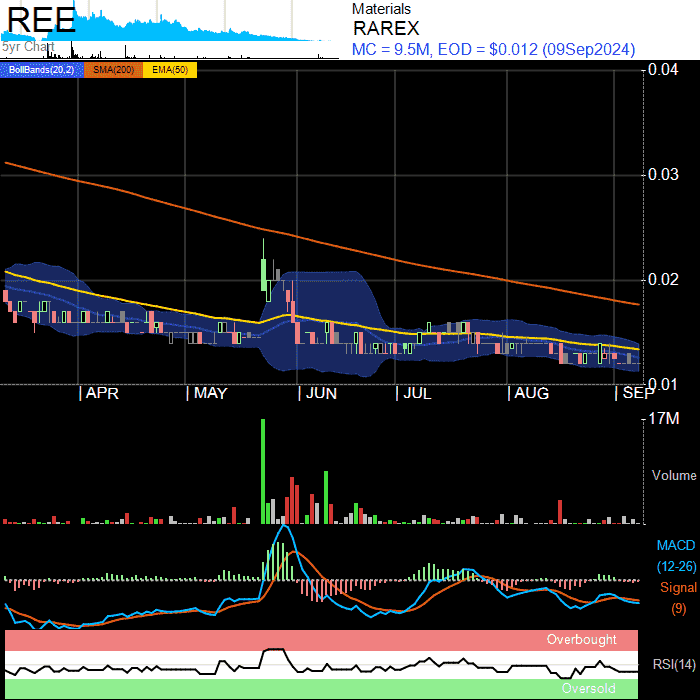 REE
5yr Chart
Materials
RAREX
MC = 9.5M, EOD = $0.012 (09Sep2024)
BollBands(20,2) SMA(200) EMA(50)
0.04
0.03
0.02
0.01
APR MAY JUN JUL AUG SEP
17M
Volume
MACD
(12-26)
Signal
(9)
Overbought
RSI(14)
Oversold